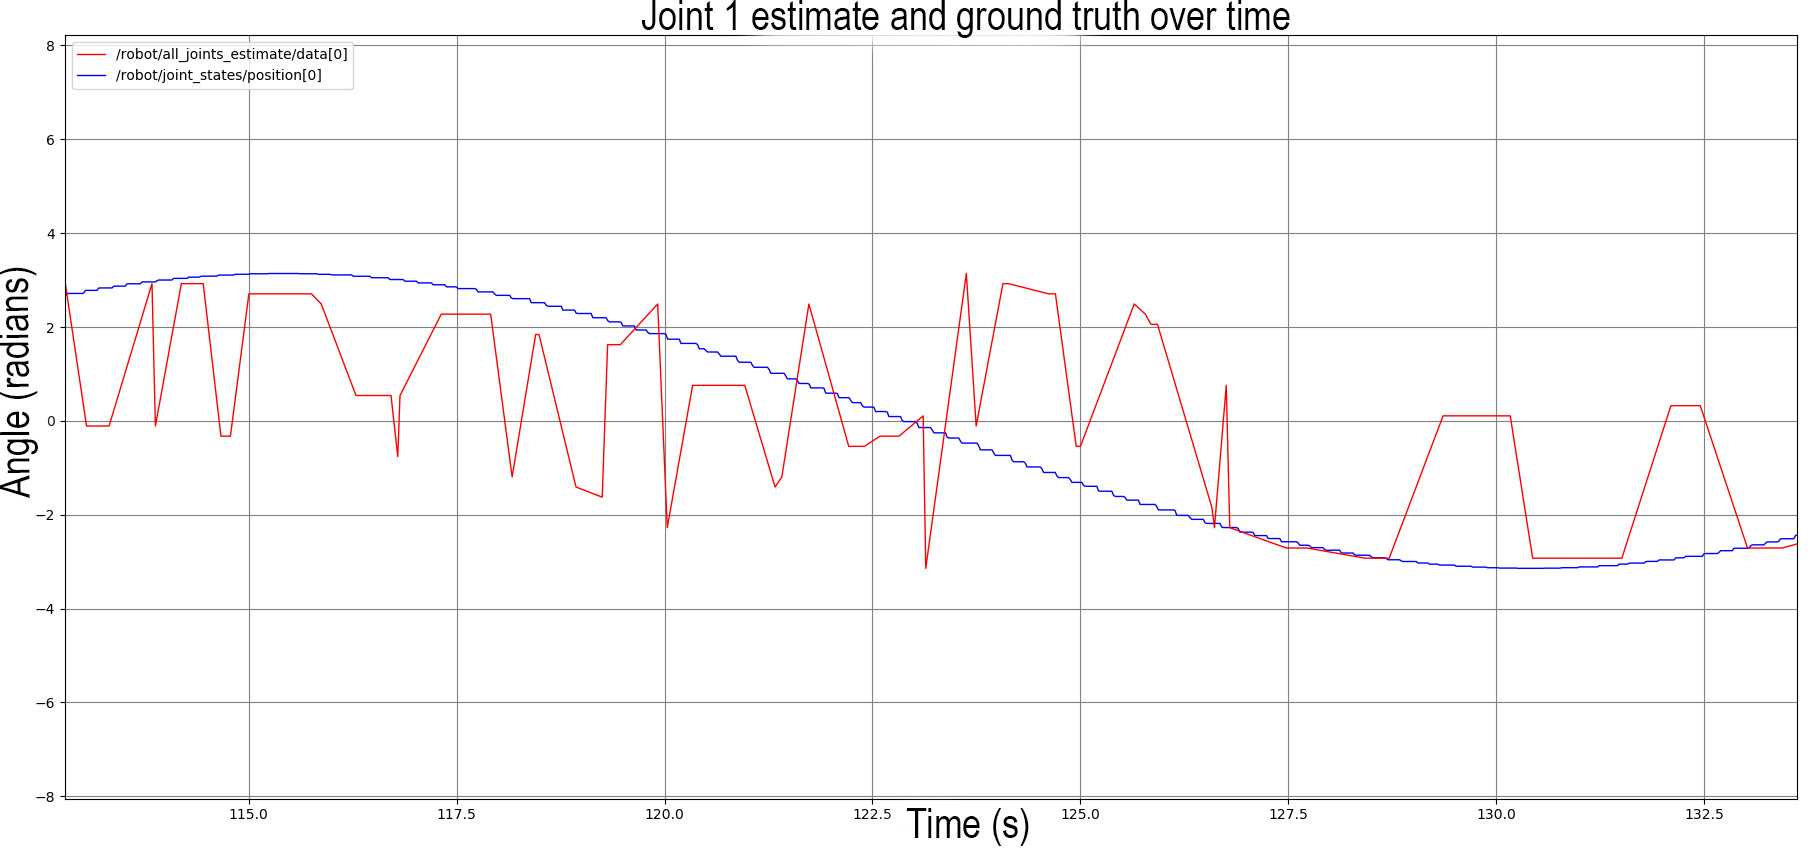 Joint 1 estimate and ground truth over time
/robot/all_joints_estimate/data[0]
/robot/joint_states/position[0]
Angle (radians)
8
6
4
2
0
−2
−4
−6
−8
115.0 117.5 120.0 122.5 125.0 127.5 130.0 132.5
Time (s)